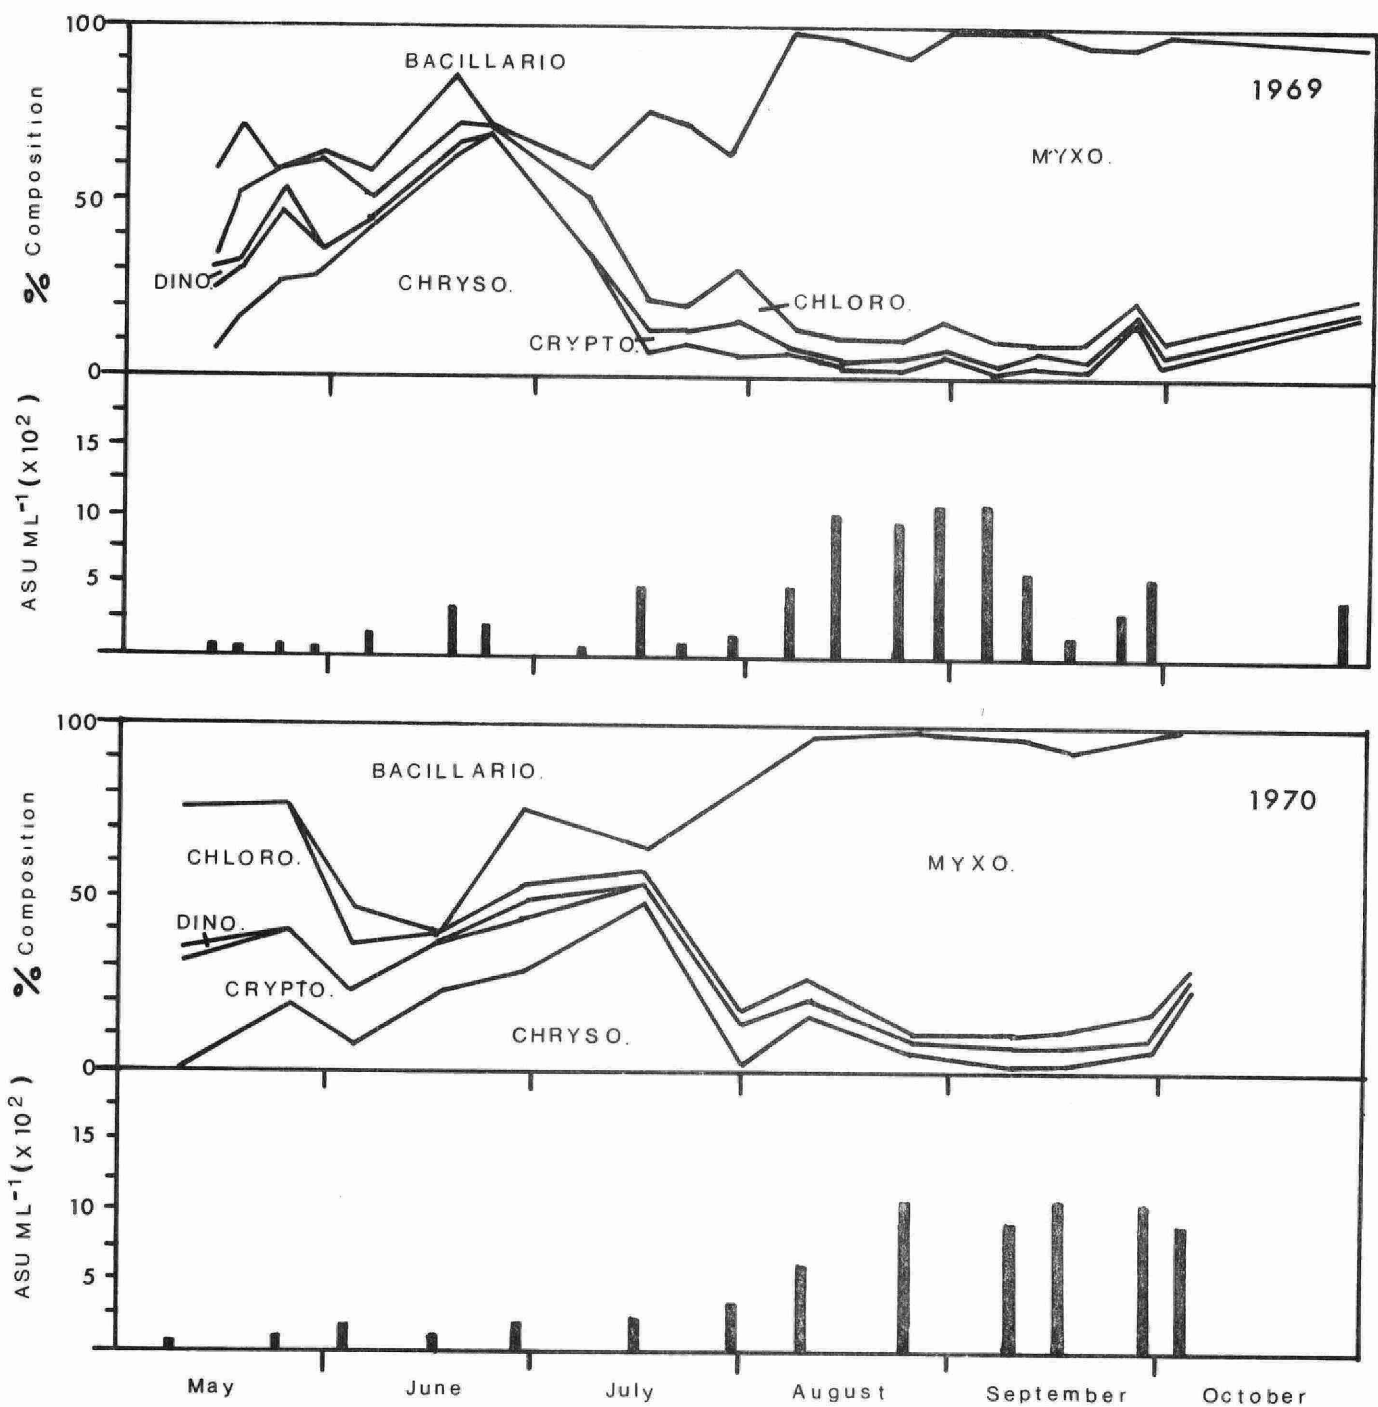 100
BACILLARIO
1969
MYXO.
% Composition
50
DINO.
CHRYSO.
CHLORO.
CRYPTO.
0
ASU ML⁻¹ (X10²)
15
10
5
100
BACILLARIO.
1970
CHLORO.
MYXO.
% Composition
50
DINO.
CRYPTO.
CHRYSO.
0
ASU ML⁻¹ (X10²)
15
10
5
May June July August September October